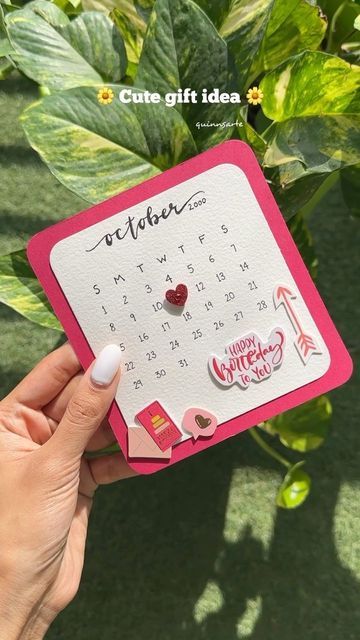 🌼 Cute gift idea 🌼
quinnsarte
october 2000
S M T W T F S
1 2 3 4 5 6 7
8 9 10 12 13 14
5 16 17 18 19 20 21
22 23 24 25 26 27 28
29 30 31
HAPPY
Birthday
TO YOU